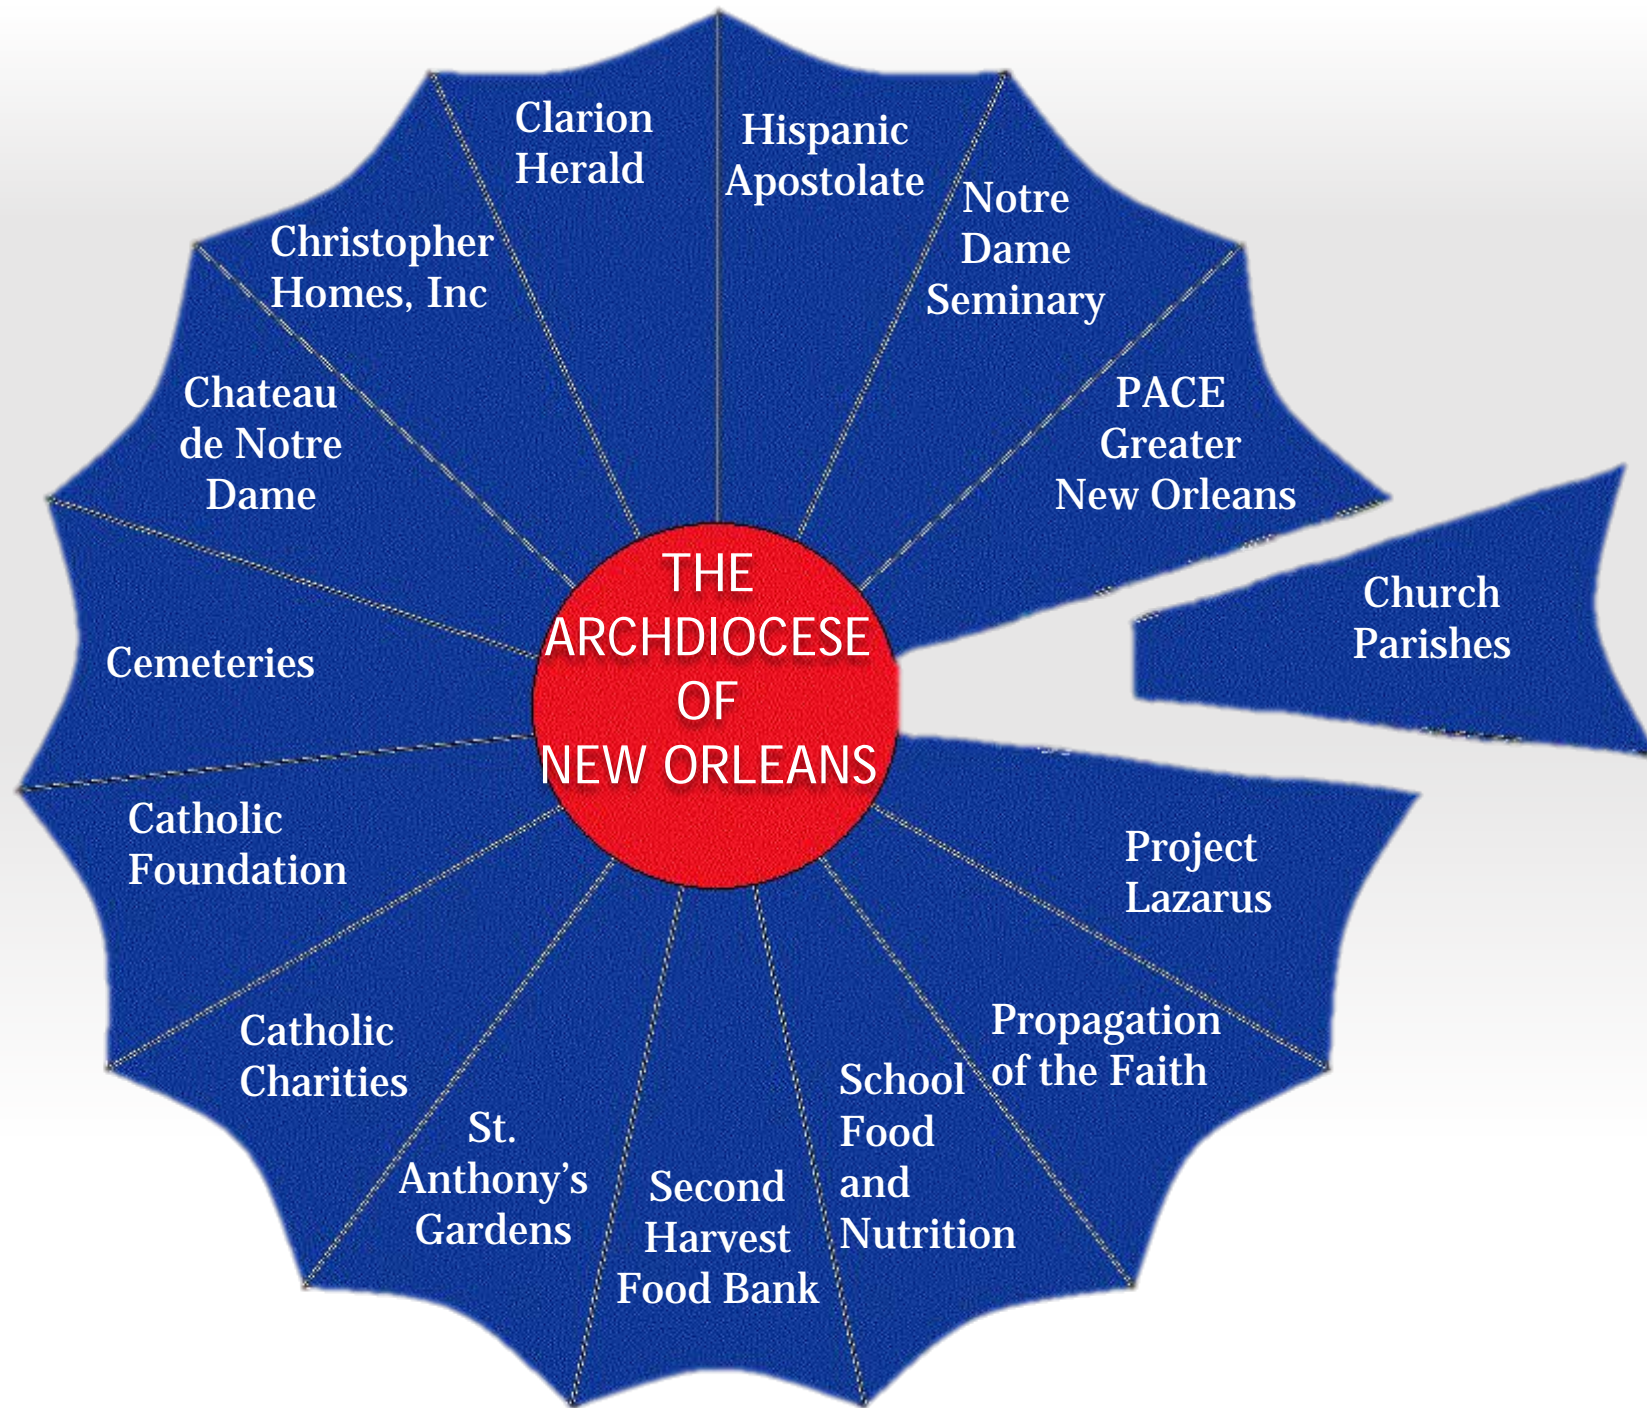 Clarion
Herald
Hispanic
Apostolate
Notre
Dame
Seminary
PACE
Greater
New Orleans
Church
Parishes
Project
Lazarus
Propagation
of the Faith
School
Food
and
Nutrition
Second
Harvest
Food Bank
St.
Anthony’s
Gardens
Catholic
Charities
Catholic
Foundation
Cemeteries
Chateau
de Notre
Dame
Christopher
Homes, Inc
THE
ARCHDIOCESE
OF
NEW ORLEANS